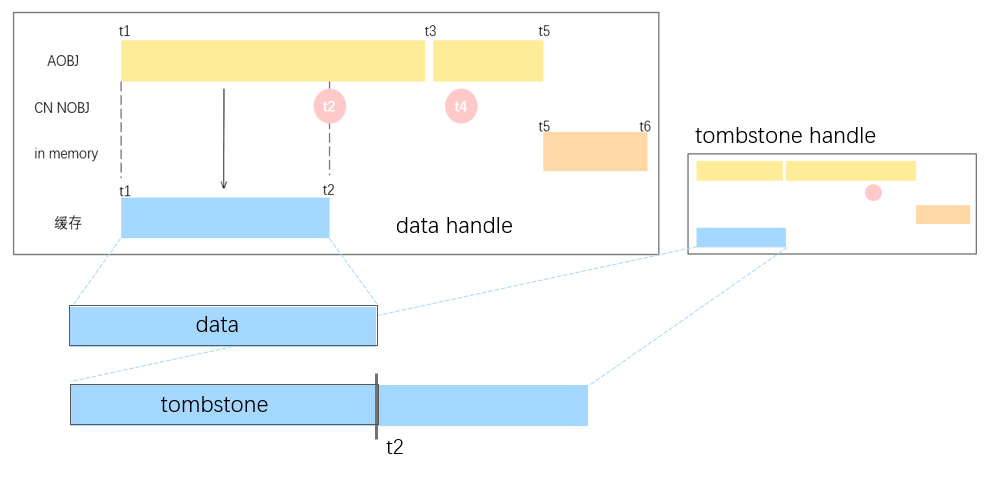 t1
t3
t5
AOBJ
CN NOBJ
t2
t4
t5
t6
in memory
t1
t2
缓存
data handle
tombstone handle
data
tombstone
t2